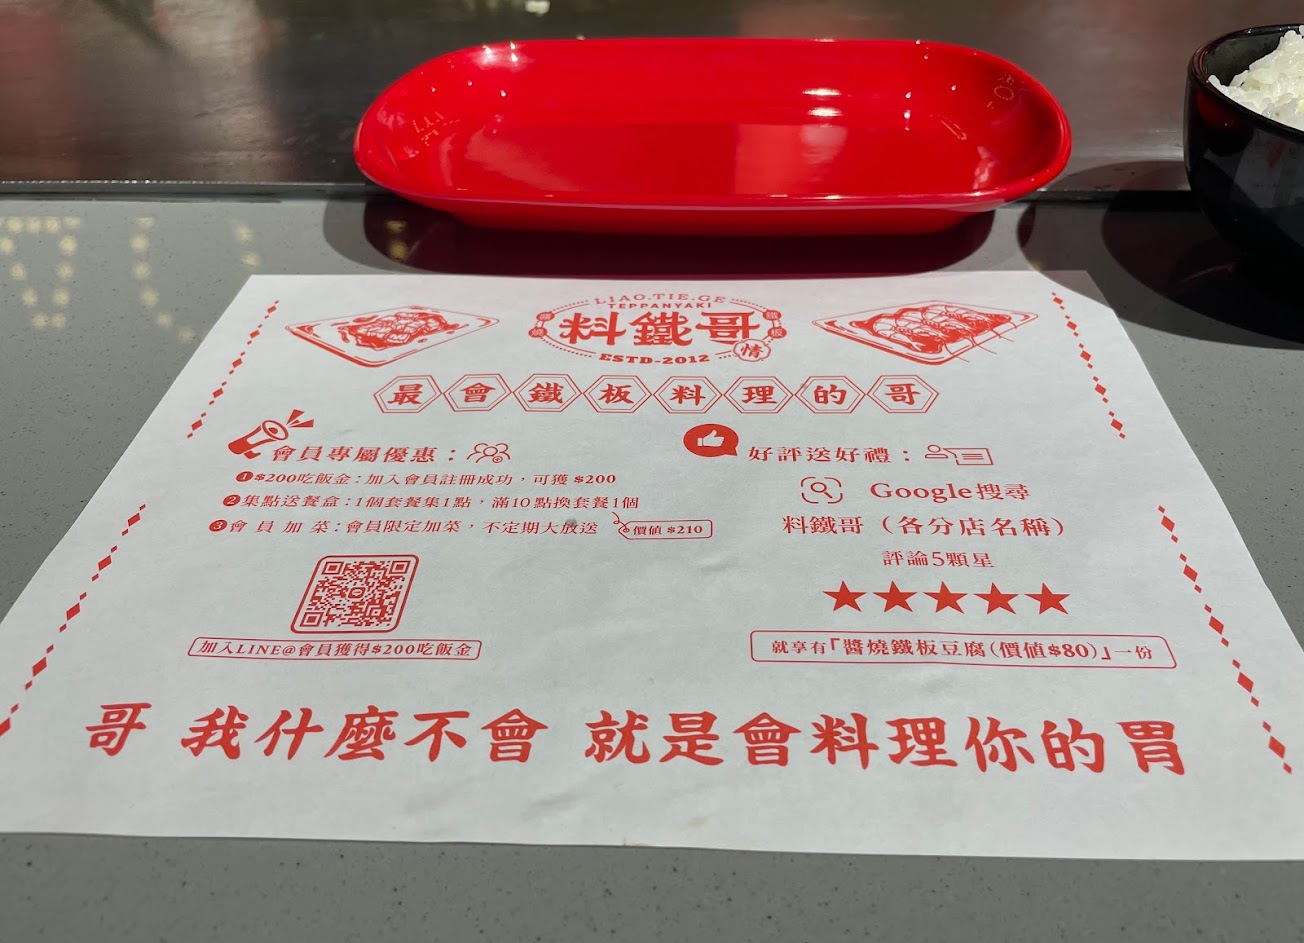 LIAO.TIE.GE
TEPPANYAKI
料鐵哥
情
ESTD-2012
最會鐵板料理的哥
會員專屬優惠：
❶$200吃飯金：加入會員註冊成功，可獲 $200
❷集點送餐盒：1個套餐集1點，滿10點換套餐1個
❸會員加菜：會員限定加菜，不定期大放送
價值 $210
加入LINE@會員獲得$200吃飯金
好評送好禮：
Google搜尋
料鐵哥（各分店名稱）
評論5顆星
就享有『醬燒鐵板豆腐(價值$80)』一份
哥 我什麼不會 就是會料理你的胃